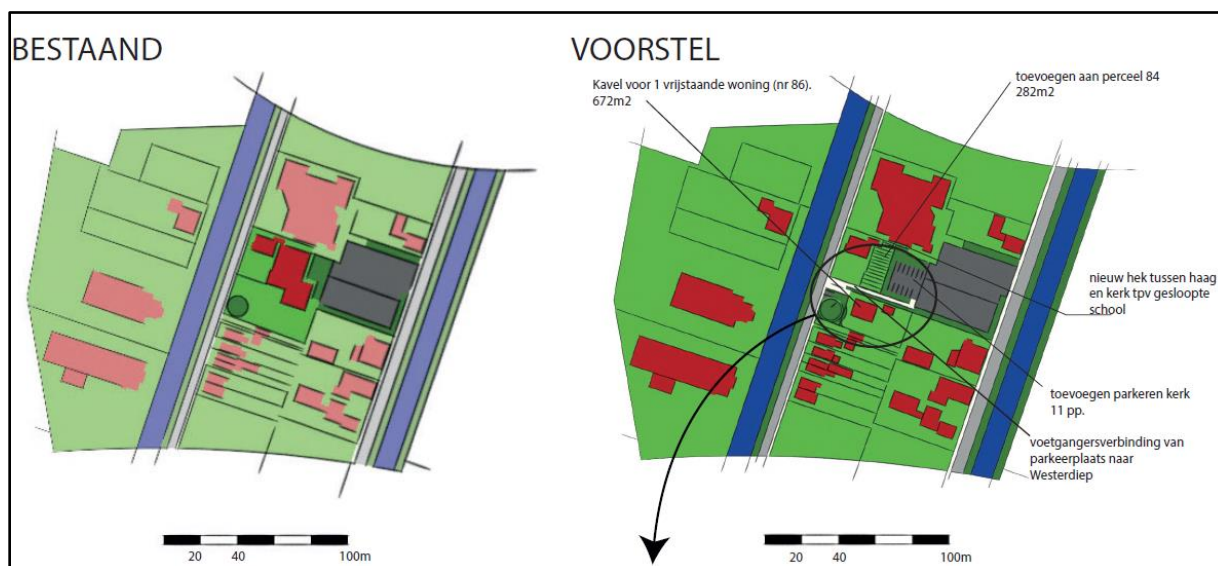 BESTAAND
20 40 100m
VOORSTEL
Kavel voor 1 vrijstaande woning (nr 86).
672m2
toevoegen aan perceel 84
282m2
nieuw hek tussen haag
en kerk tpv gesloopte
school
toevoegen parkeren kerk
11 pp.
voetgangersverbinding van
parkeerplaats naar
Westerdiep
20 40 100m